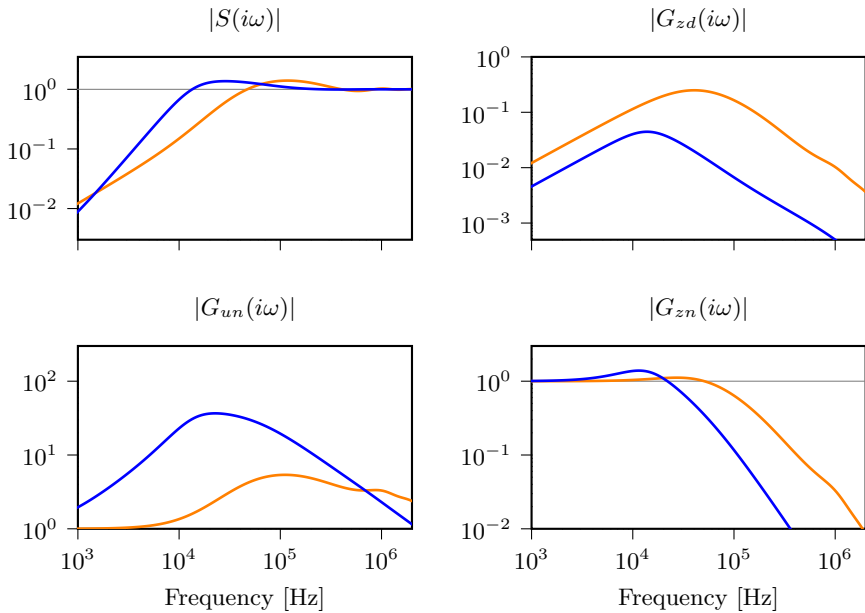 |S(iω)|
10^0
10^{-1}
10^{-2}
|G_{zd}(iω)|
10^0
10^{-1}
10^{-2}
10^{-3}
|G_{un}(iω)|
10^2
10^1
10^0
10^3 10^4 10^5 10^6
Frequency [Hz]
|G_{zn}(iω)|
10^0
10^{-1}
10^{-2}
10^3 10^4 10^5 10^6
Frequency [Hz]